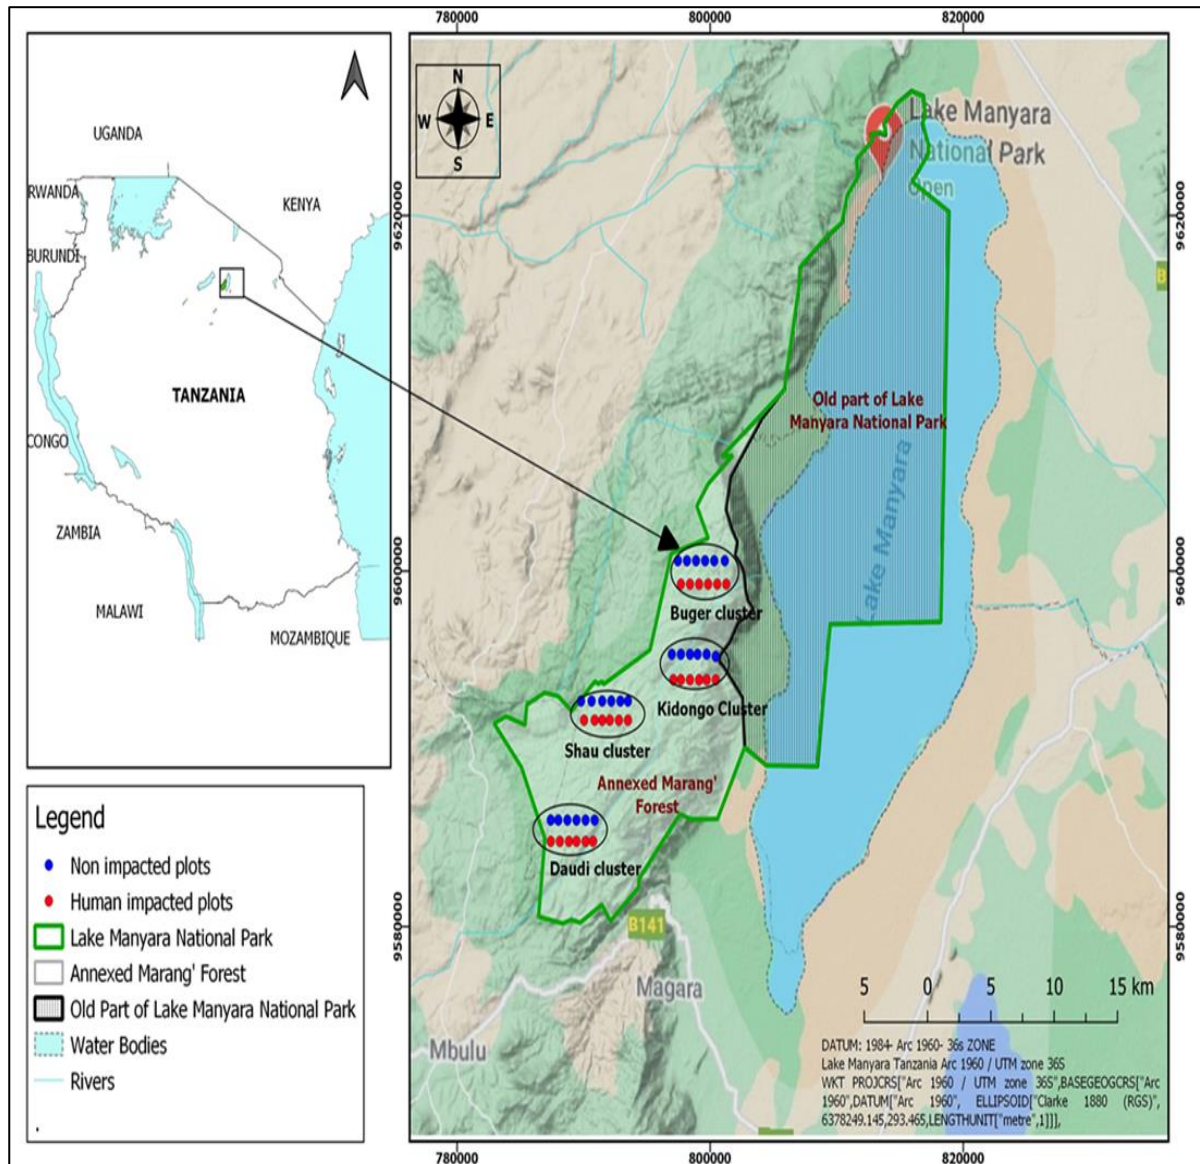 780000
800000
820000
UGANDA
RWANDA
KENYA
BURUNDI
TANZANIA
CONGO
ZAMBIA
MALAWI
MOZAMBIQUE
Legend
Non impacted plots
Human impacted plots
Lake Manyara National Park
Annexed Marang' Forest
Old Part of Lake Manyara National Park
Water Bodies
Rivers
.
N
W
E
S
Lake Manyara
National Park
Open
9620000
9620000
B
Old part of Lake
Manyara National Park
Lake Manyara
9600000
9600000
Buger cluster
Kidongo Cluster
Shau cluster
Annexed Marang'
Forest
Daudi cluster
9580000
9580000
B141
Magara
Mbulu
5
0
5
10
15 km
DATUM: 1984- Arc 1960- 36s ZONE
Lake Manyara Tanzania Arc 1960 / UTM zone 36S
WKT PROJCRS["Arc 1960 / UTM zone 36S",BASEGEOGCRS["Arc
1960",DATUM["Arc 1960", ELLIPSOID["Clarke 1880 (RGS)",
6378249.145,293.465,LENGTHUNIT["metre",1]]],
780000
800000
820000